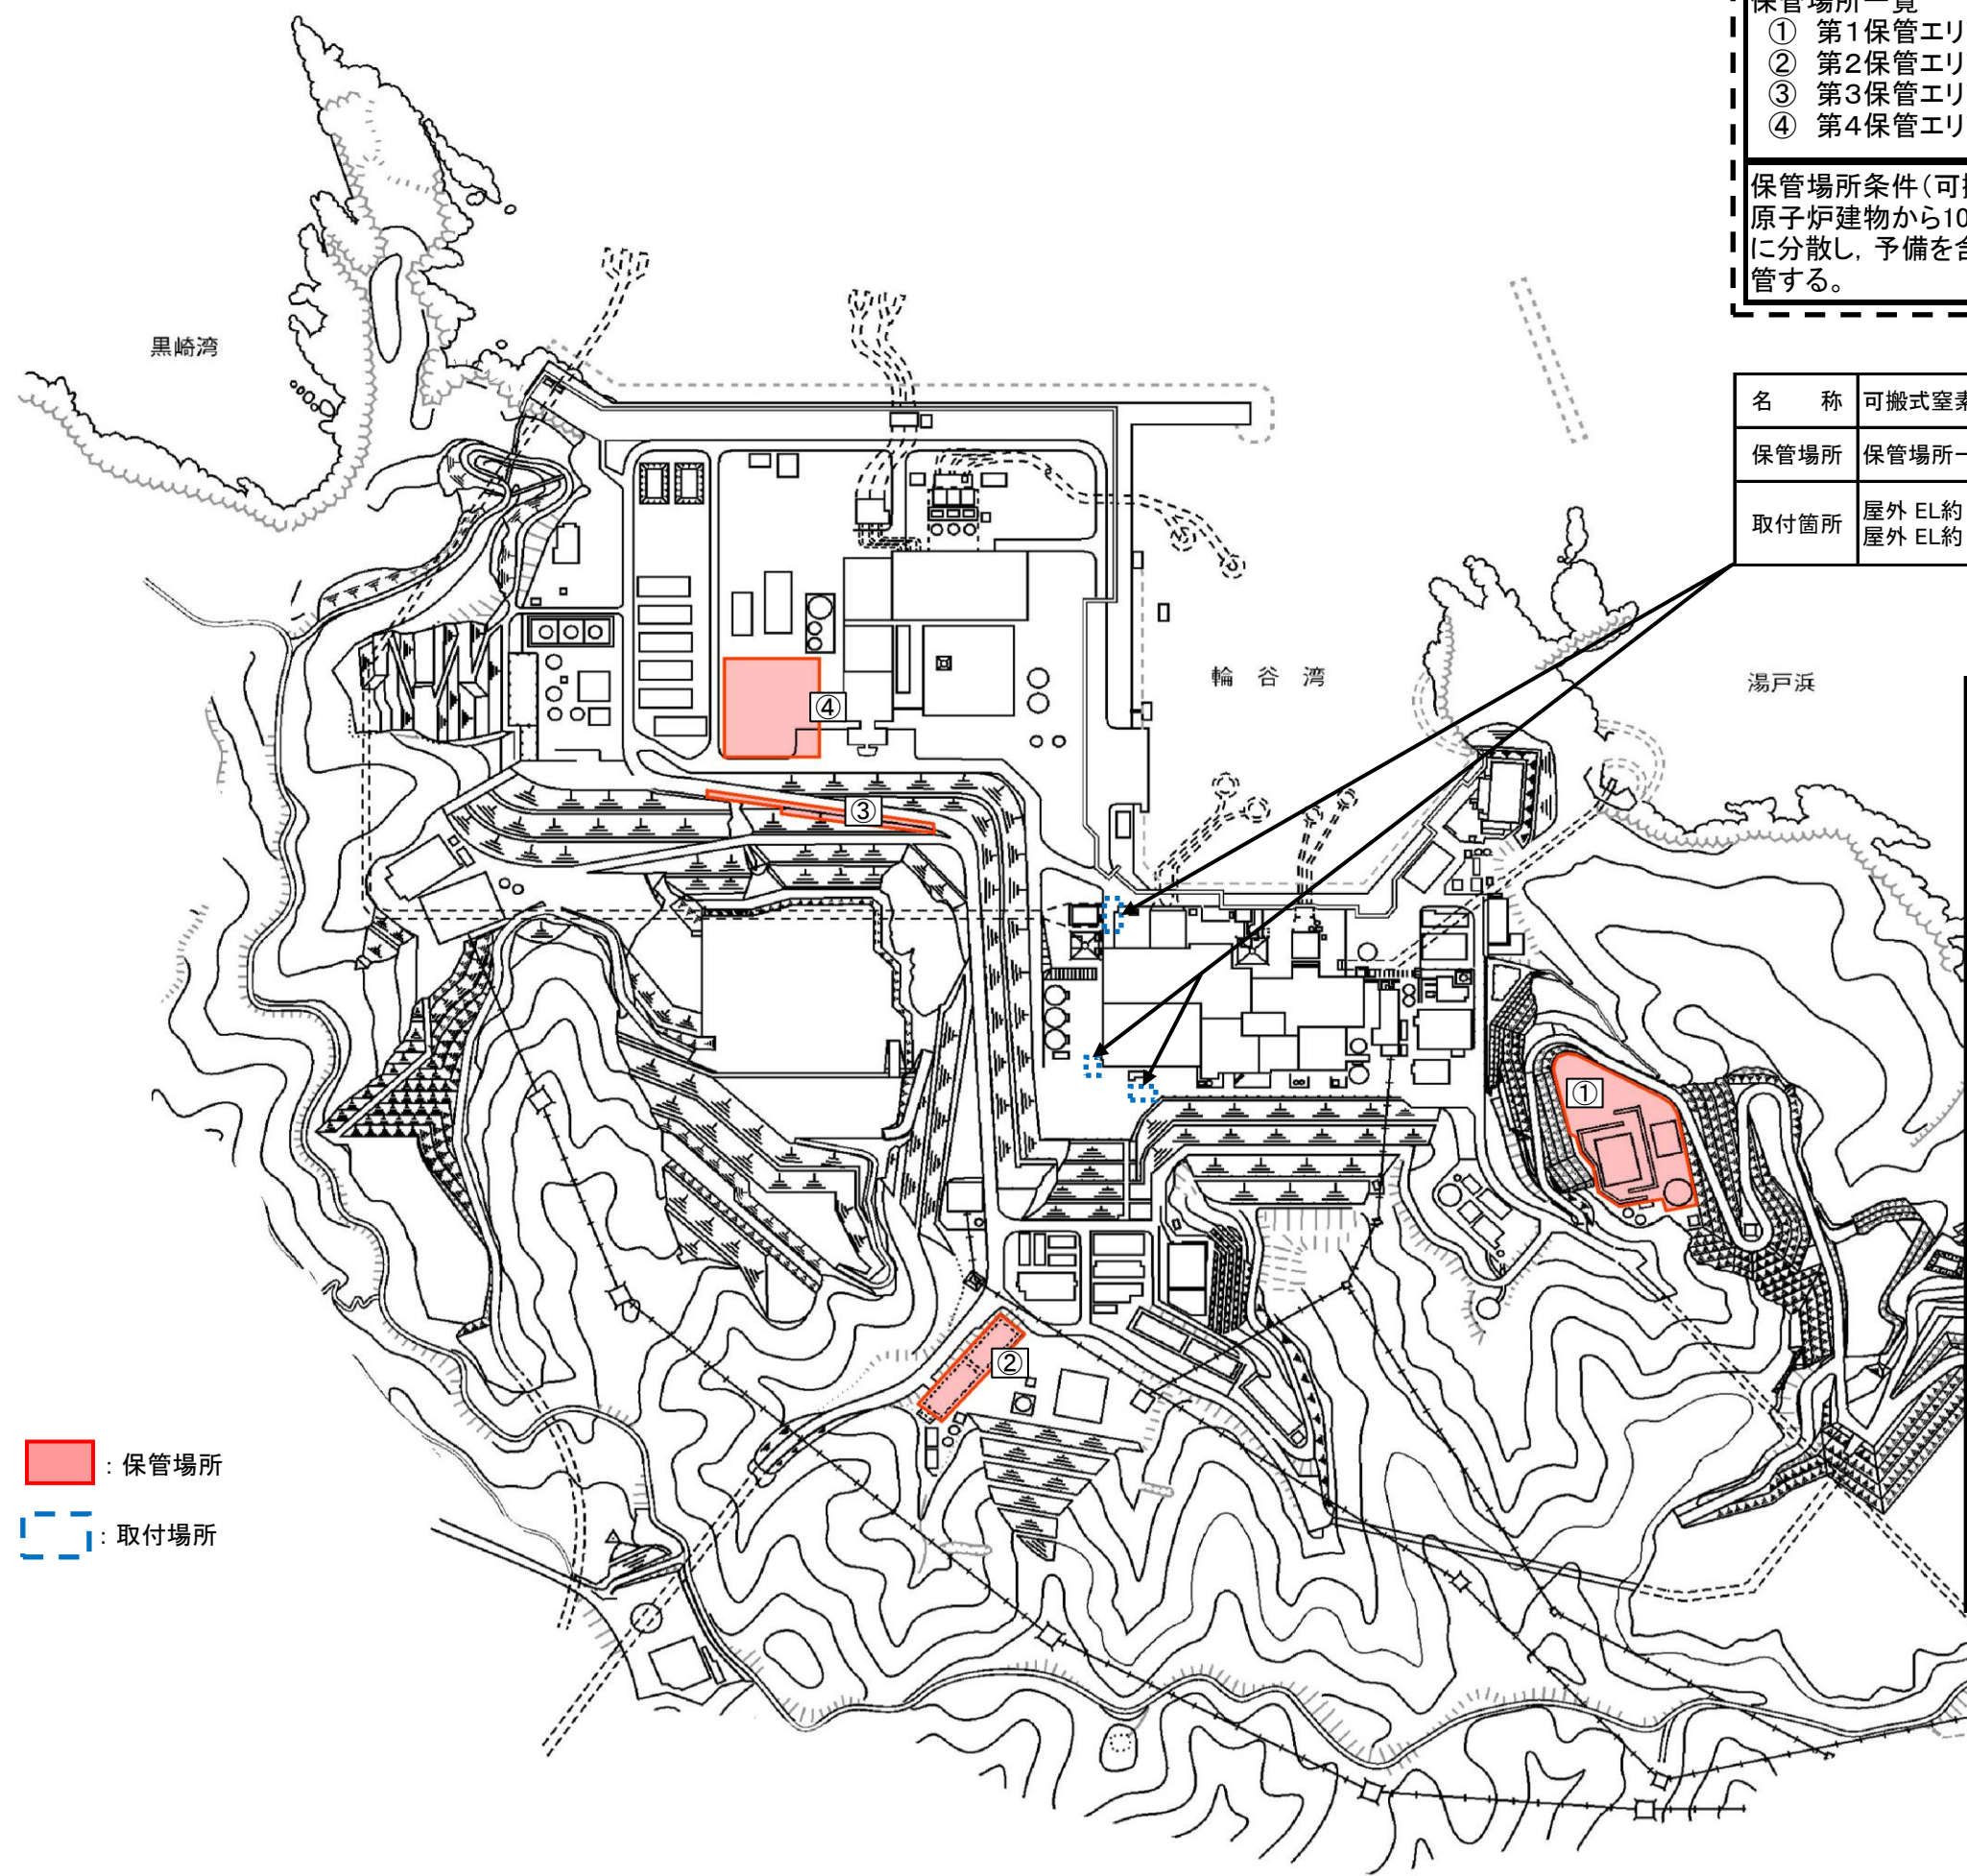 保管場所一覧
① 第1保管エリ
② 第2保管エリ
③ 第3保管エリ
④ 第4保管エリ
保管場所条件(可搬
原子炉建物から10
に分散し,予備を含
管する。
名 称 可搬式窒素
保管場所 保管場所一
取付箇所 屋外 EL約
屋外 EL約
黒崎湾
輪谷湾
湯戸浜
④
③
①
②
:保管場所
:取付場所